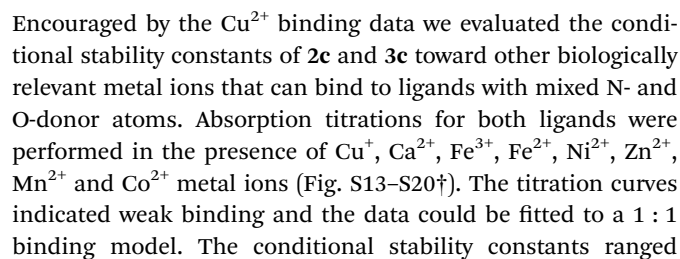 Encouraged by the Cu²⁺ binding data we evaluated the condi-
tional stability constants of 2c and 3c toward other biologically
relevant metal ions that can bind to ligands with mixed N- and
O-donor atoms. Absorption titrations for both ligands were
performed in the presence of Cu⁺, Ca²⁺, Fe³⁺, Fe²⁺, Ni²⁺, Zn²⁺,
Mn²⁺ and Co²⁺ metal ions (Fig. S13–S20†). The titration curves
indicated weak binding and the data could be fitted to a 1 : 1
binding model. The conditional stability constants ranged